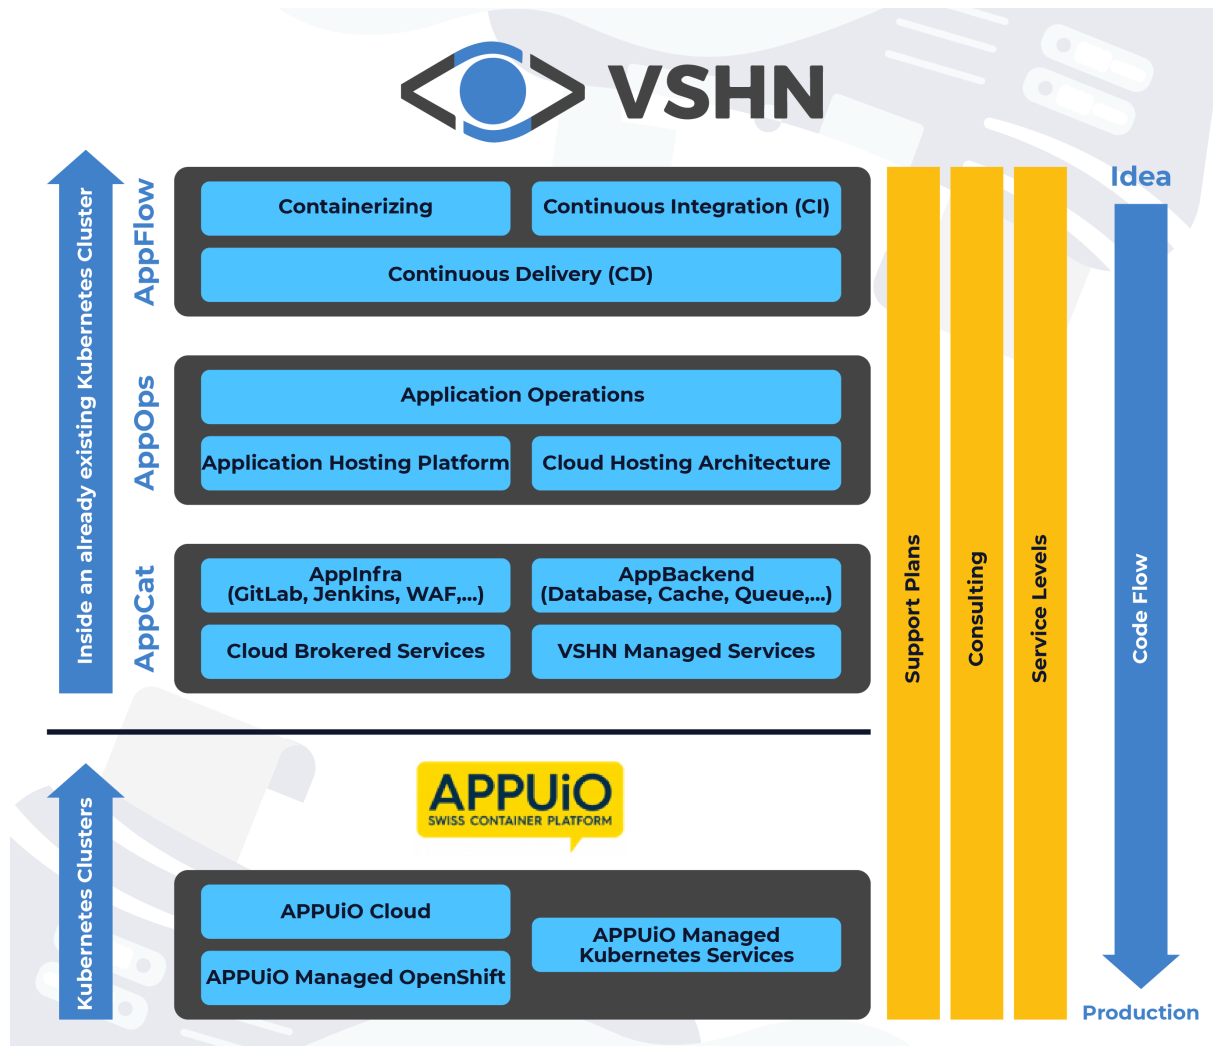 VSHN
Inside an already existing Kubernetes Cluster
AppFlow
Containerizing
Continuous Integration (CI)
Continuous Delivery (CD)
AppOps
Application Operations
Application Hosting Platform
Cloud Hosting Architecture
AppCat
AppInfra
(GitLab, Jenkins, WAF,...)
AppBackend
(Database, Cache, Queue,...)
Cloud Brokered Services
VSHN Managed Services
Kubernetes Clusters
APPUiO
SWISS CONTAINER PLATFORM
APPUiO Cloud
APPUiO Managed OpenShift
APPUiO Managed
Kubernetes Services
Support Plans
Consulting
Service Levels
Idea
Code Flow
Production